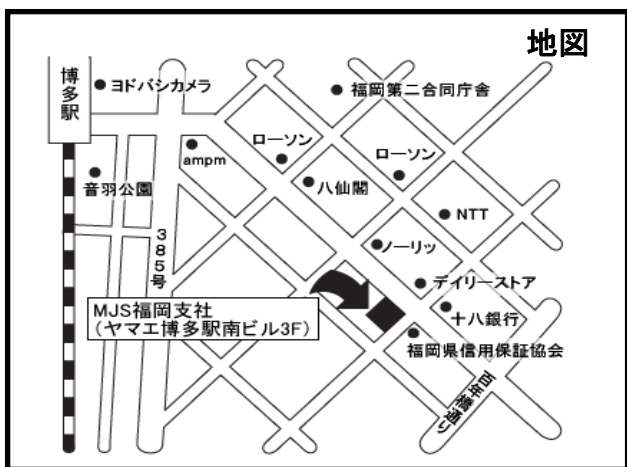 地図
博多駅
ヨドバシカメラ
福岡第二合同庁舎
ローソン
ローソン
ampm
八仙閣
音羽公園
NTT
385号
ノーリツ
デイリーストア
MJS福岡支社
(ヤマエ博多駅南ビル3F)
十八銀行
福岡県信用保証協会
百年橋通り